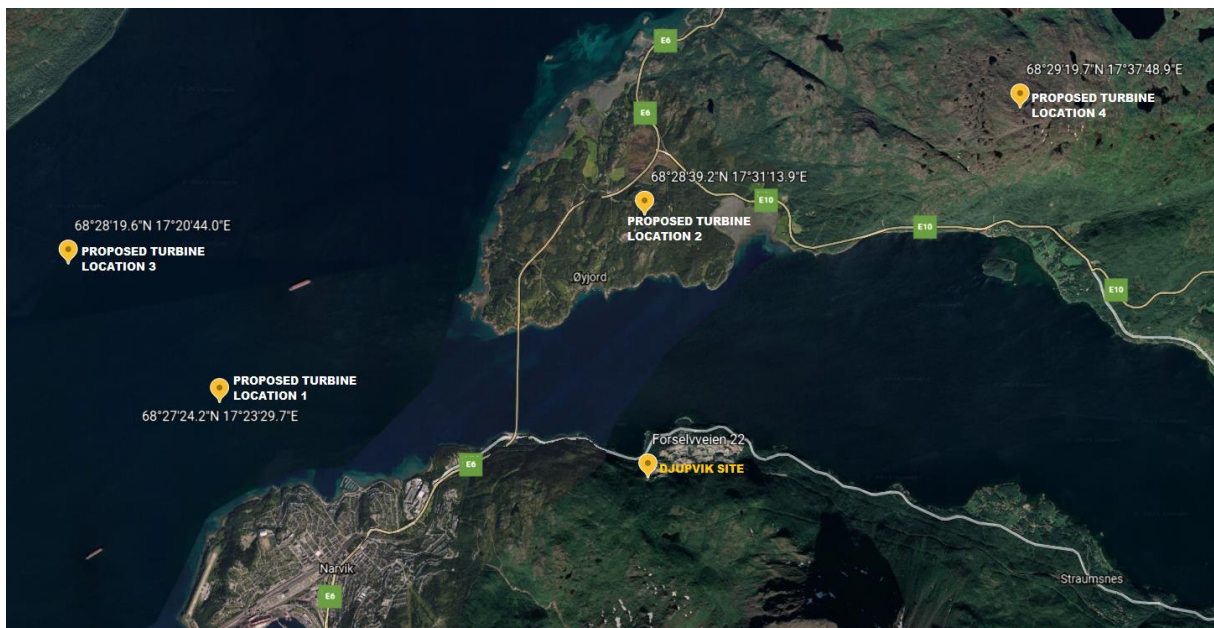 E6
68°29'19.7"N 17°37'48.9"E
PROPOSED TURBINE
LOCATION 4
E6
68°28'39.2"N 17°31'13.9"E
E10
PROPOSED TURBINE
LOCATION 2
68°28'19.6"N 17°20'44.0"E
PROPOSED TURBINE
LOCATION 3
E10
Øyjord
E10
PROPOSED TURBINE
LOCATION 1
68°27'24.2"N 17°23'29.7"E
Forselvveien 22
E6
DJUPVIK SITE
Narvik
Straumsnes
E6